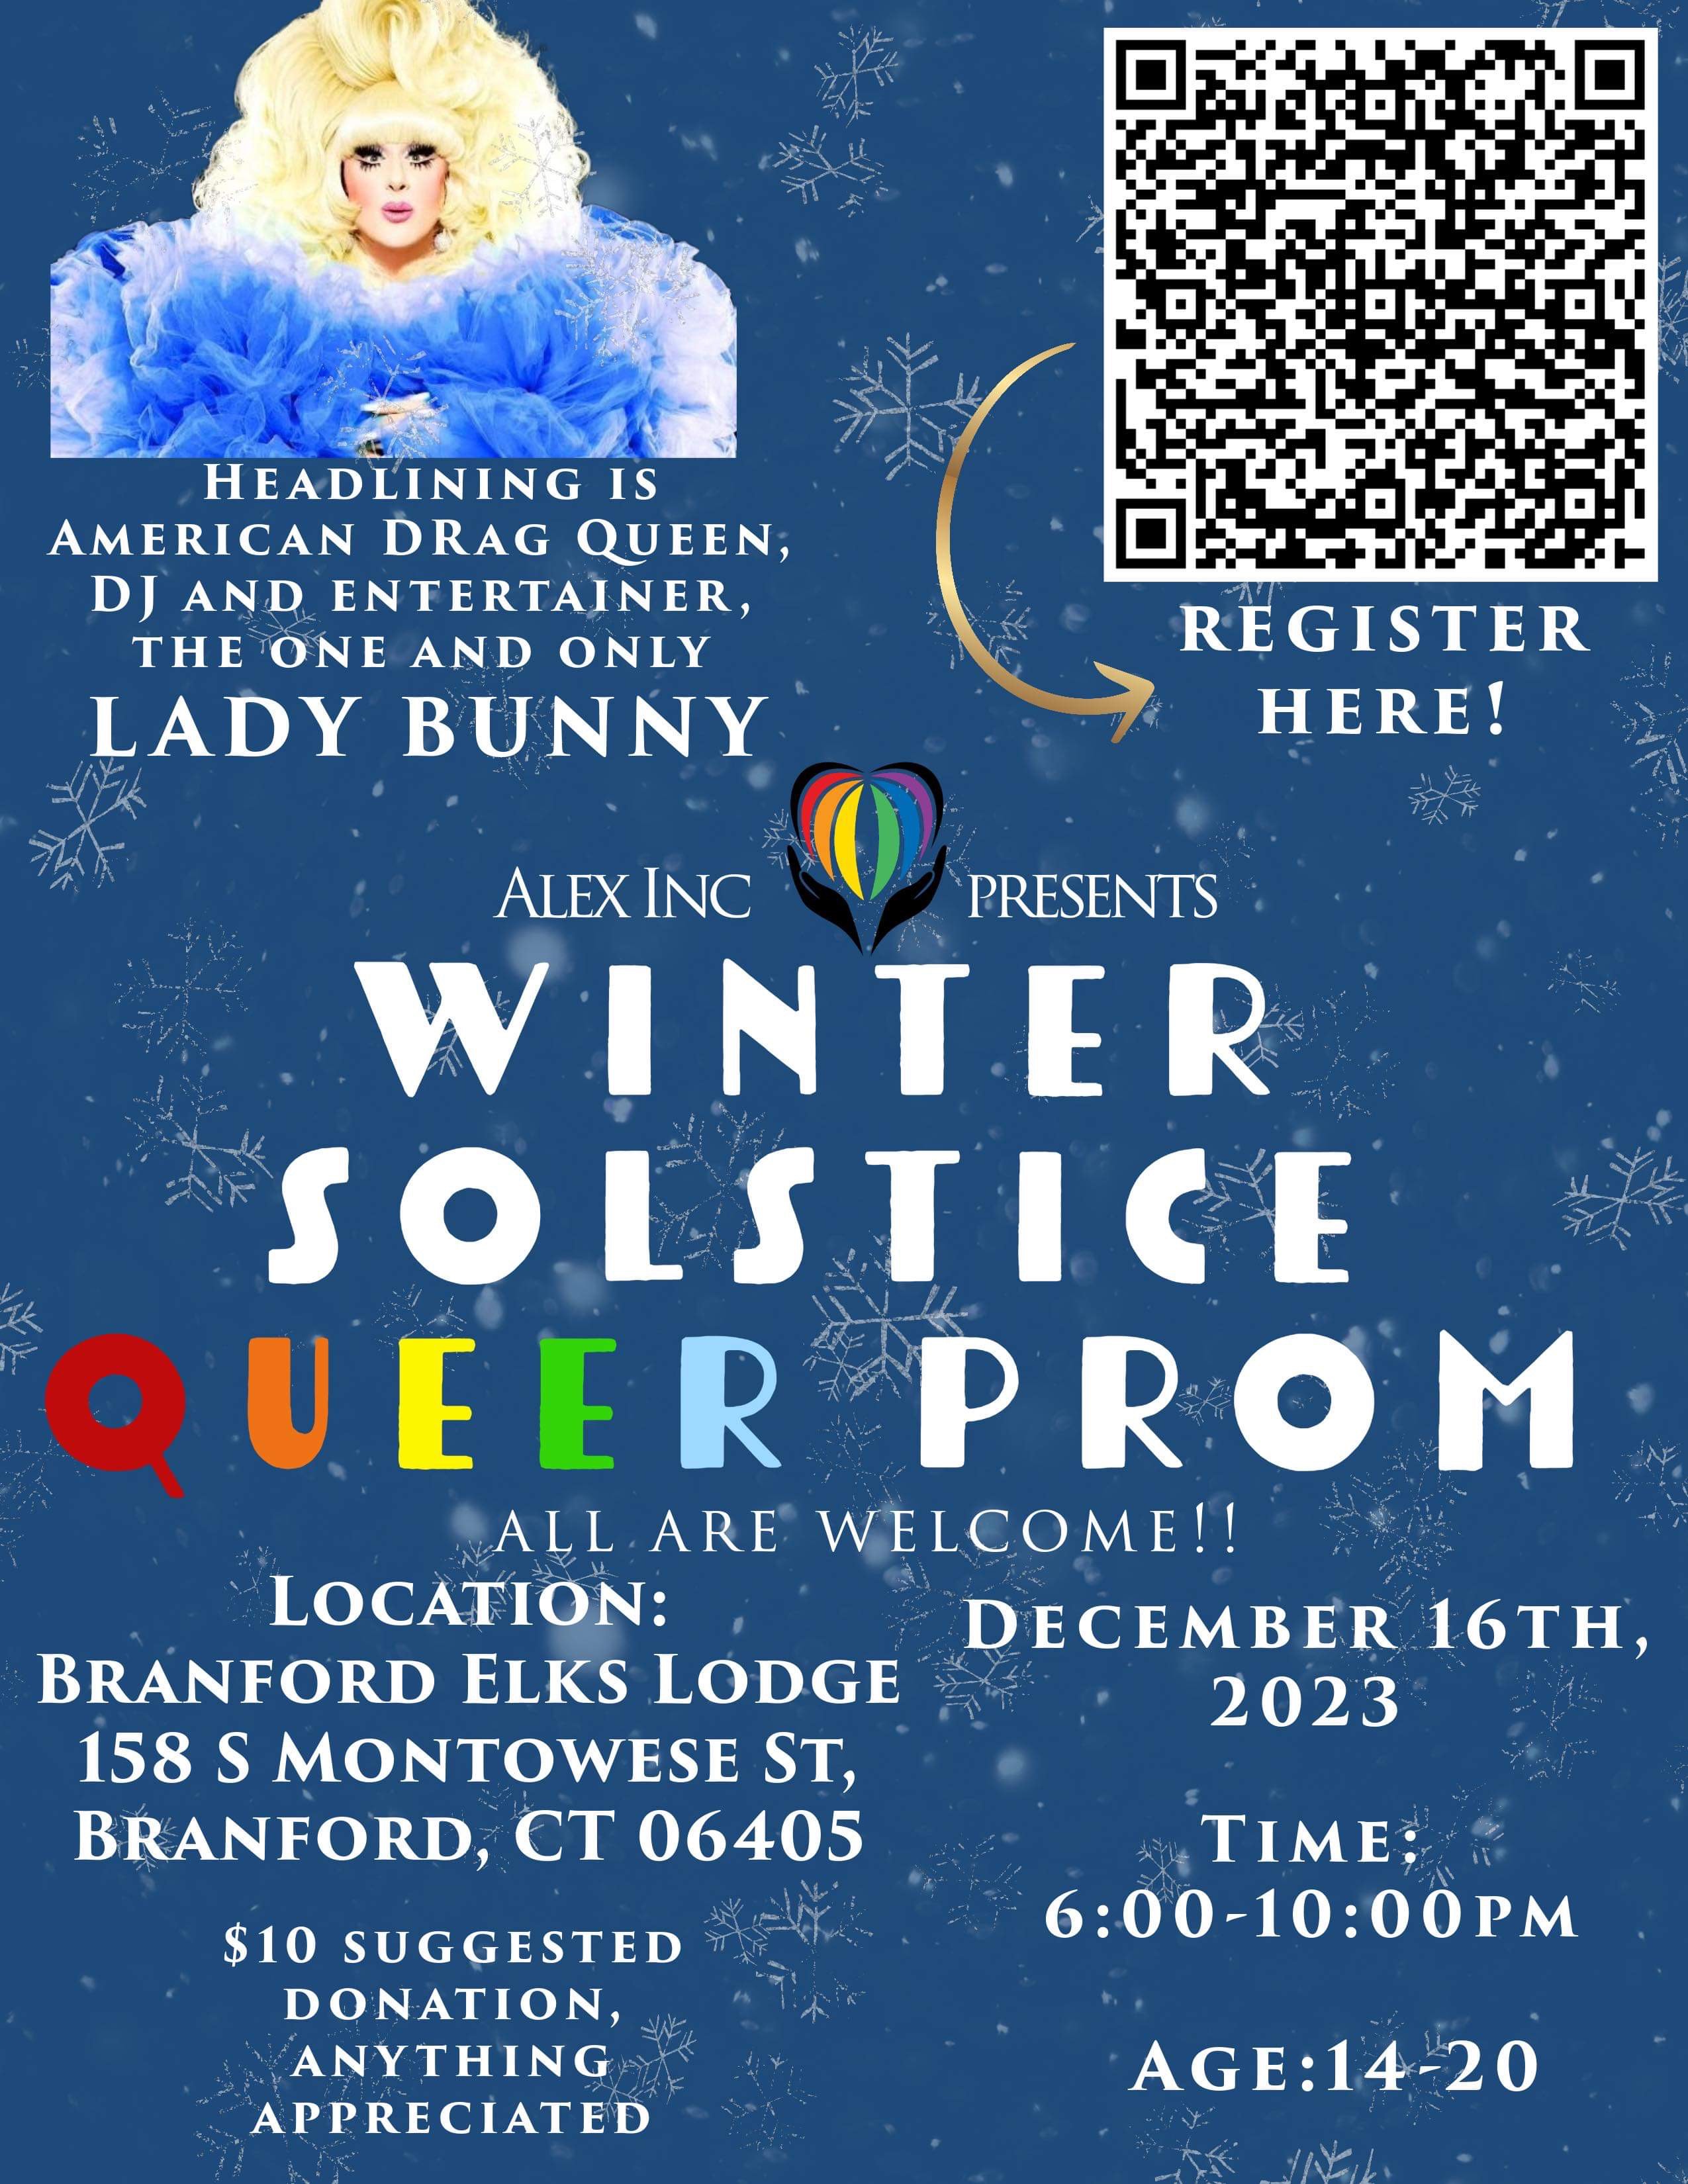 HEADLINING IS
AMERICAN DRAG QUEEN,
DJ AND ENTERTAINER,
THE ONE AND ONLY
LADY BUNNY
REGISTER
HERE!
ALEX INC PRESENTS
WINTER
SOLSTICE
QUEER PROM
ALL ARE WELCOME!!
LOCATION:
BRANFORD ELKS LODGE
158 S MONTOWESE ST,
BRANFORD, CT 06405
$10 SUGGESTED
DONATION,
ANYTHING
APPRECIATED
DECEMBER 16TH,
2023
TIME:
6:00-10:00PM
AGE:14-20